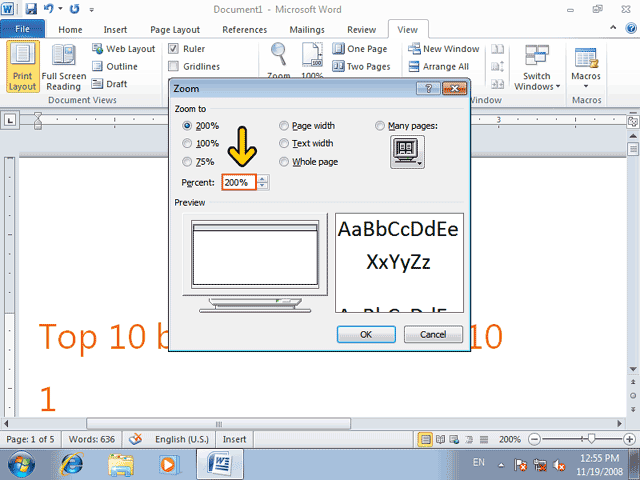 Document1 - Microsoft Word
File Home Insert Page Layout References Mailings Review View
Print Layout
Full Screen Reading
Web Layout
Outline
Draft
Document Views
Ruler
Gridlines
Zoom
100%
One Page
Two Pages
New Window
Arrange All
Window
Switch Windows
Macros
Macros
Zoom
Zoom to
200% Page width Many pages:
100% Text width
75% Whole page
Percent: 200%
Preview
AaBbCcDdEe
XxYyZz
AaBbCcDdEe
OK Cancel
3
Top 10 b 10
1
Page: 1 of 5 Words: 636 English (U.S.) Insert 200%
EN 12:55 PM
11/19/2008